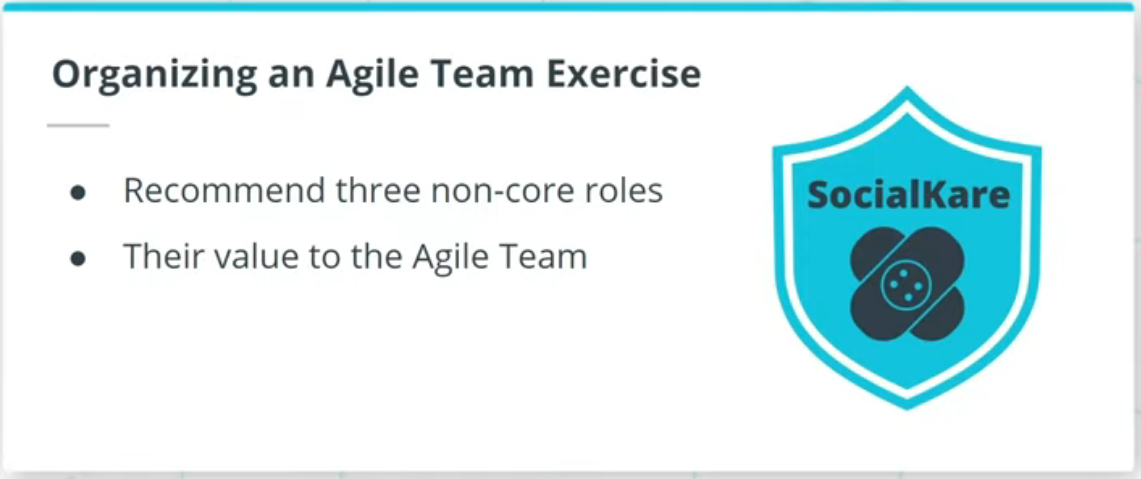 Organizing an Agile Team Exercise
● Recommend three non-core roles
● Their value to the Agile Team
SocialKare